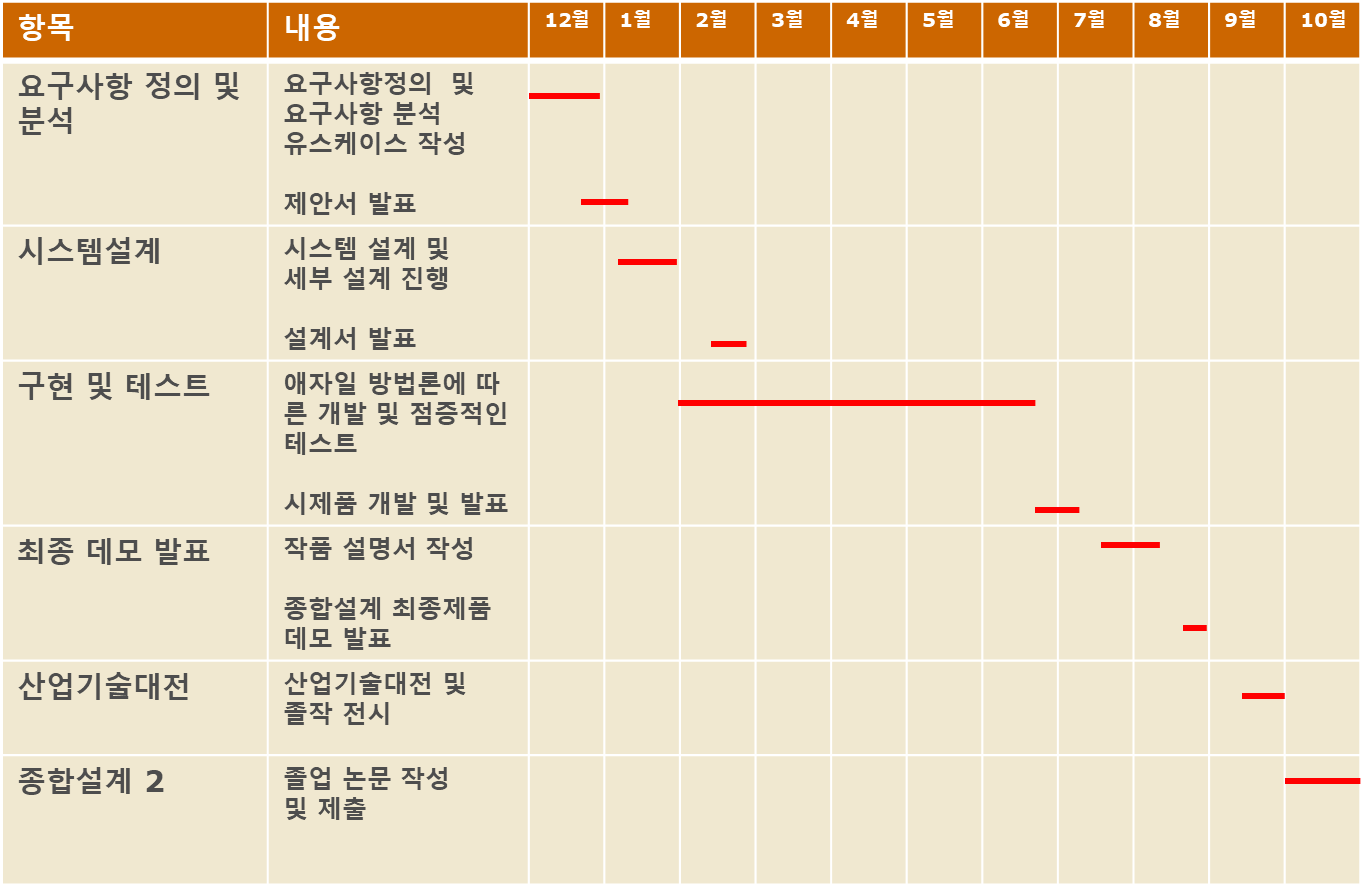 항목 내용 12월 1월 2월 3월 4월 5월 6월 7월 8월 9월 10월
요구사항 정의 및
분석
요구사항정의 및
요구사항 분석
유스케이스 작성
제안서 발표
시스템설계
시스템 설계 및
세부 설계 진행
설계서 발표
구현 및 테스트
애자일 방법론에 따
른 개발 및 점증적인
테스트
시제품 개발 및 발표
최종 데모 발표
작품 설명서 작성
종합설계 최종제품
데모 발표
산업기술대전
산업기술대전 및
졸작 전시
종합설계 2
졸업 논문 작성
및 제출